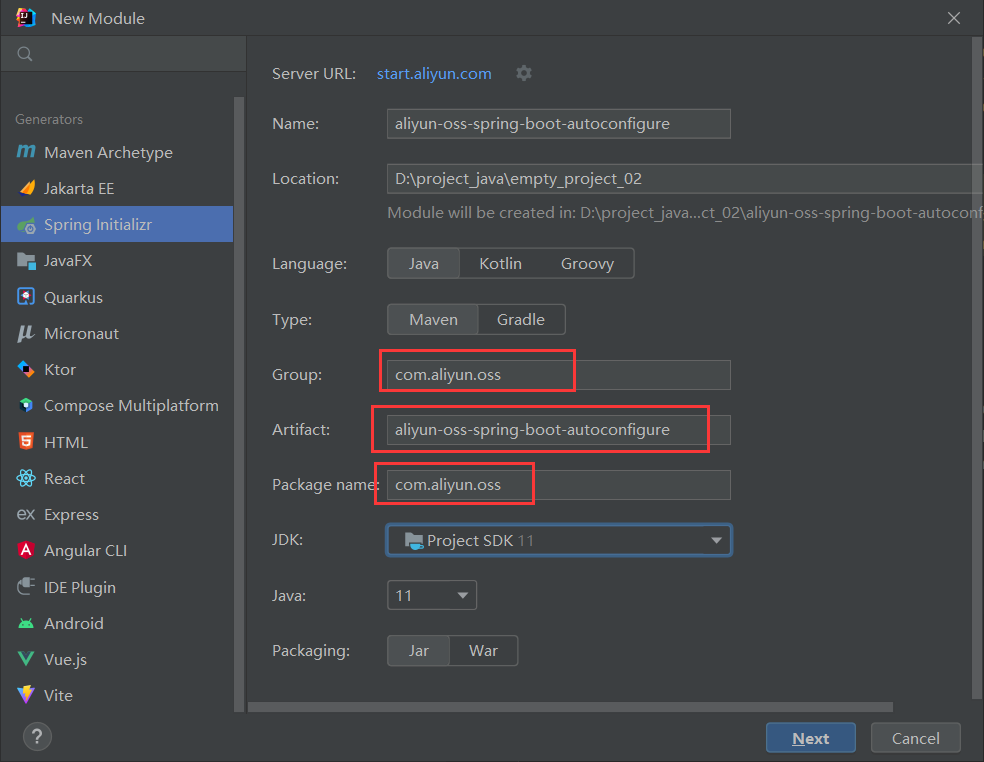 New Module
Generators
Maven Archetype
Jakarta EE
Spring Initializr
JavaFX
Quarkus
Micronaut
Ktor
Compose Multiplatform
HTML
React
Express
Angular CLI
IDE Plugin
Android
Vue.js
Vite
Server URL: start.aliyun.com
Name: aliyun-oss-spring-boot-autoconfigure
Location: D:\project_java\empty_project_02
Module will be created in: D:\project_java...ct_02\aliyun-oss-spring-boot-autoconf
Language: Java Kotlin Groovy
Type: Maven Gradle
Group: com.aliyun.oss
Artifact: aliyun-oss-spring-boot-autoconfigure
Package name: com.aliyun.oss
JDK: Project SDK 11
Java: 11
Packaging: Jar War
? Next Cancel